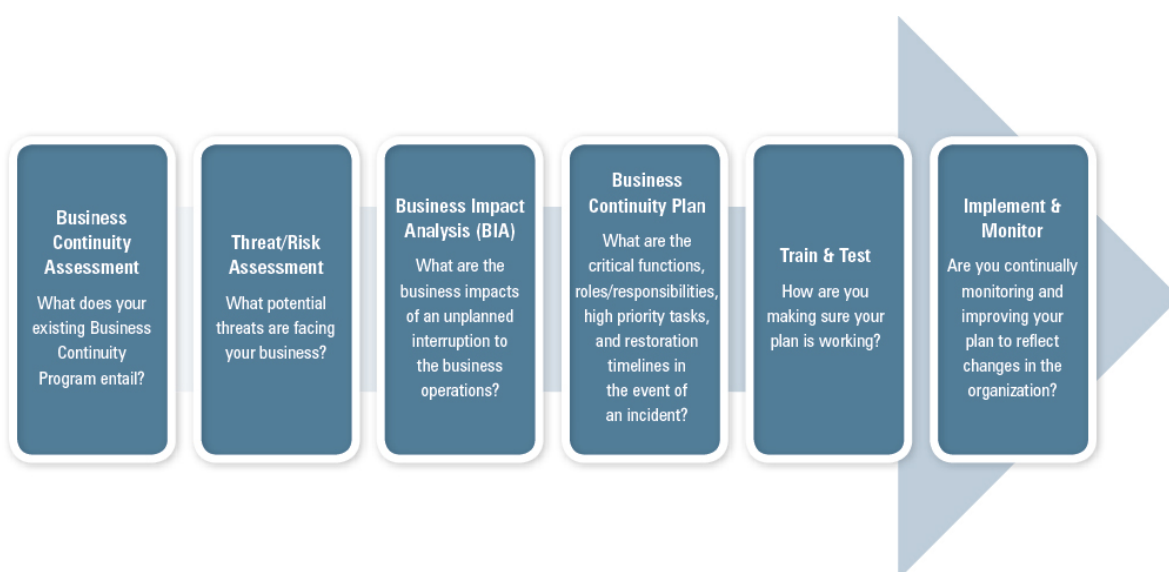 Business
Continuity
Assessment
What does your
existing Business
Continuity
Program entail?
Threat/Risk
Assessment
What potential
threats are facing
your business?
Business Impact
Analysis (BIA)
What are the
business impacts
of an unplanned
interruption to
the business
operations?
Business
Continuity Plan
What are the
critical functions,
roles/responsibilities,
high priority tasks,
and restoration
timelines in
the event of
an incident?
Train & Test
How are you
making sure your
plan is working?
Implement &
Monitor
Are you continually
monitoring and
improving your
plan to reflect
changes in the
organization?